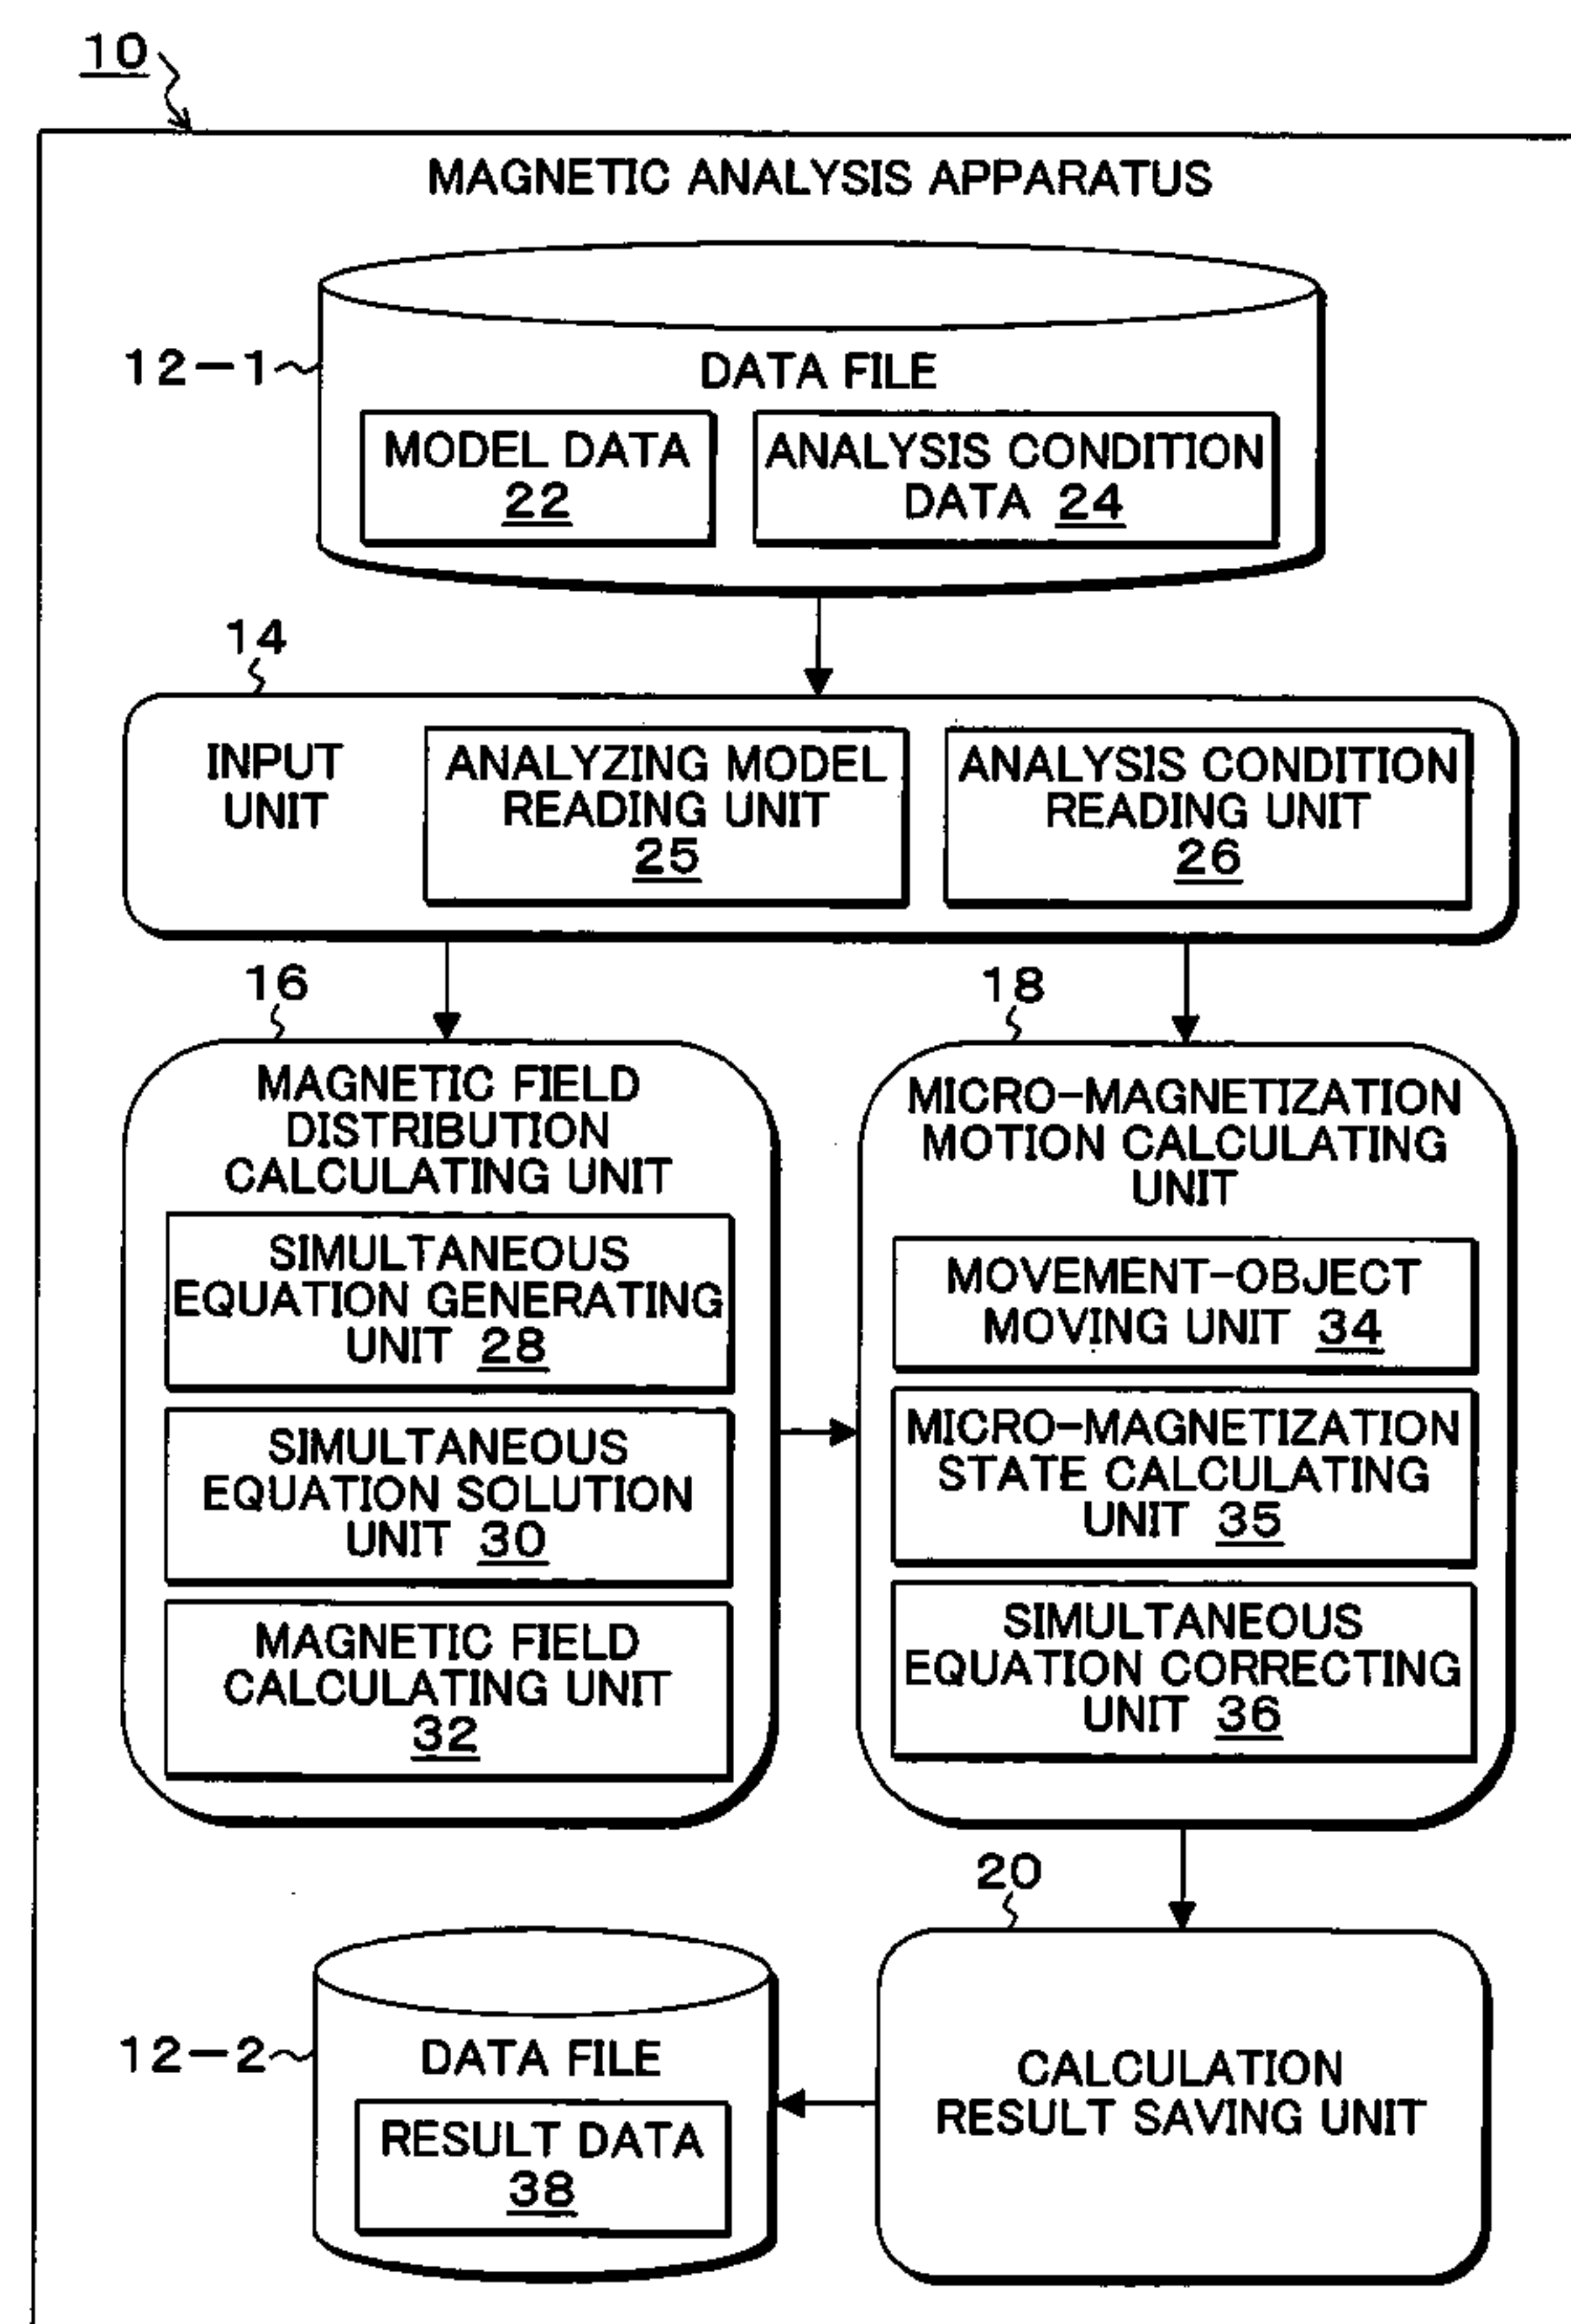 10
MAGNETIC ANALYSIS APPARATUS
12-1
DATA FILE
MODEL DATA
22
ANALYSIS CONDITION
DATA 24
14
INPUT
UNIT
ANALYZING MODEL
READING UNIT
25
ANALYSIS CONDITION
READING UNIT
26
16
MAGNETIC FIELD
DISTRIBUTION
CALCULATING UNIT
SIMULTANEOUS
EQUATION GENERATING
UNIT 28
SIMULTANEOUS
EQUATION SOLUTION
UNIT 30
MAGNETIC FIELD
CALCULATING UNIT
32
18
MICRO-MAGNETIZATION
MOTION CALCULATING
UNIT
MOVEMENT-OBJECT
MOVING UNIT 34
MICRO-MAGNETIZATION
STATE CALCULATING
UNIT 35
SIMULTANEOUS
EQUATION CORRECTING
UNIT 36
20
CALCULATION
RESULT SAVING UNIT
12-2
DATA FILE
RESULT DATA
38